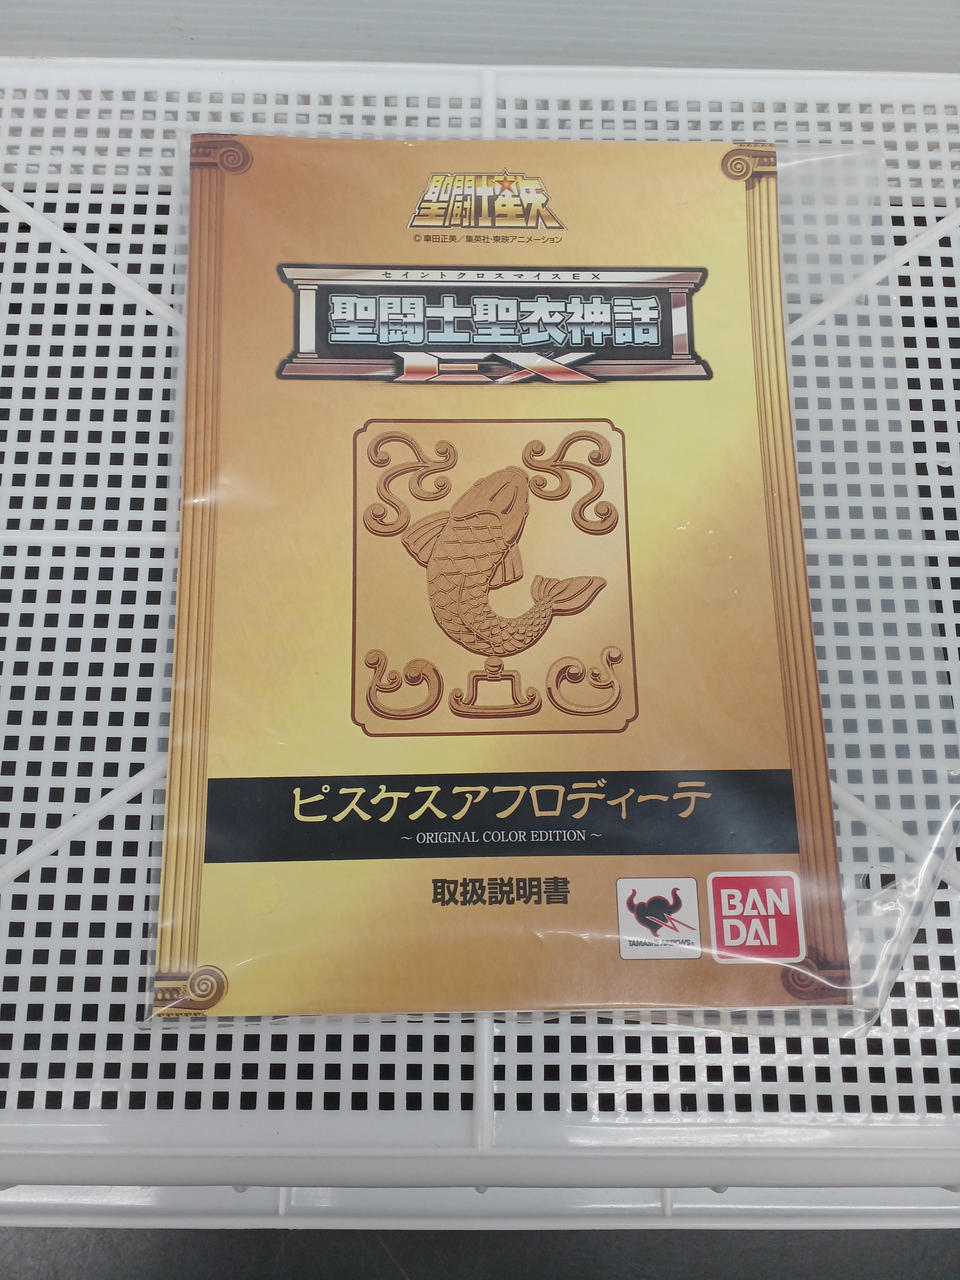 聖闘士星矢
© 車田正美／集英社・東映アニメーション
セイントクロスマイスEX
聖闘士聖衣神話
EX
ピスケスアフロディーテ
～ ORIGINAL COLOR EDITION ～
取扱説明書
TAMASHII NATIONS
BAN
DAI